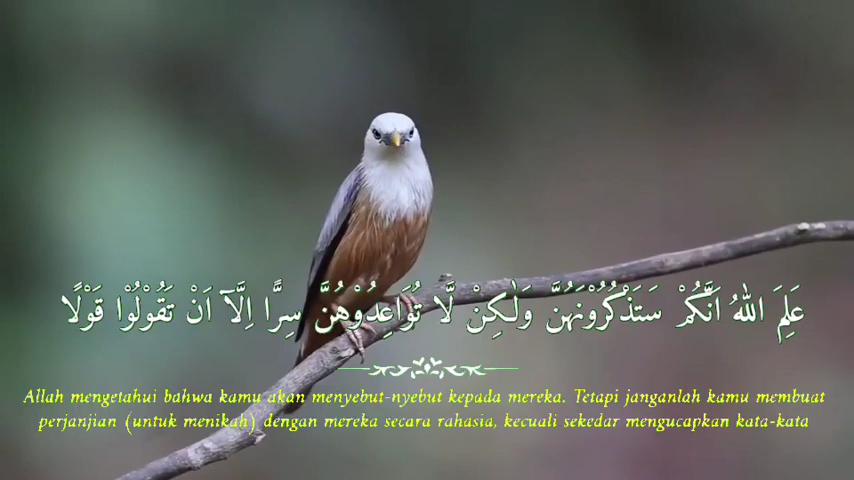 عَلِمَ اللّٰهُ اَنَّكُمْ سَتَذْكُرُوْنَهُنَّ وَلٰكِنْ لَّا تُوَاعِدُوْهُنَّ سِرًّا اِلَّآ اَنْ تَقُوْلُوْا قَوْلًا
Allah mengetahui bahwa kamu akan menyebut-nyebut kepada mereka. Tetapi janganlah kamu membuat
perjanjian (untuk menikah) dengan mereka secara rahasia, kecuali sekedar mengucapkan kata-kata